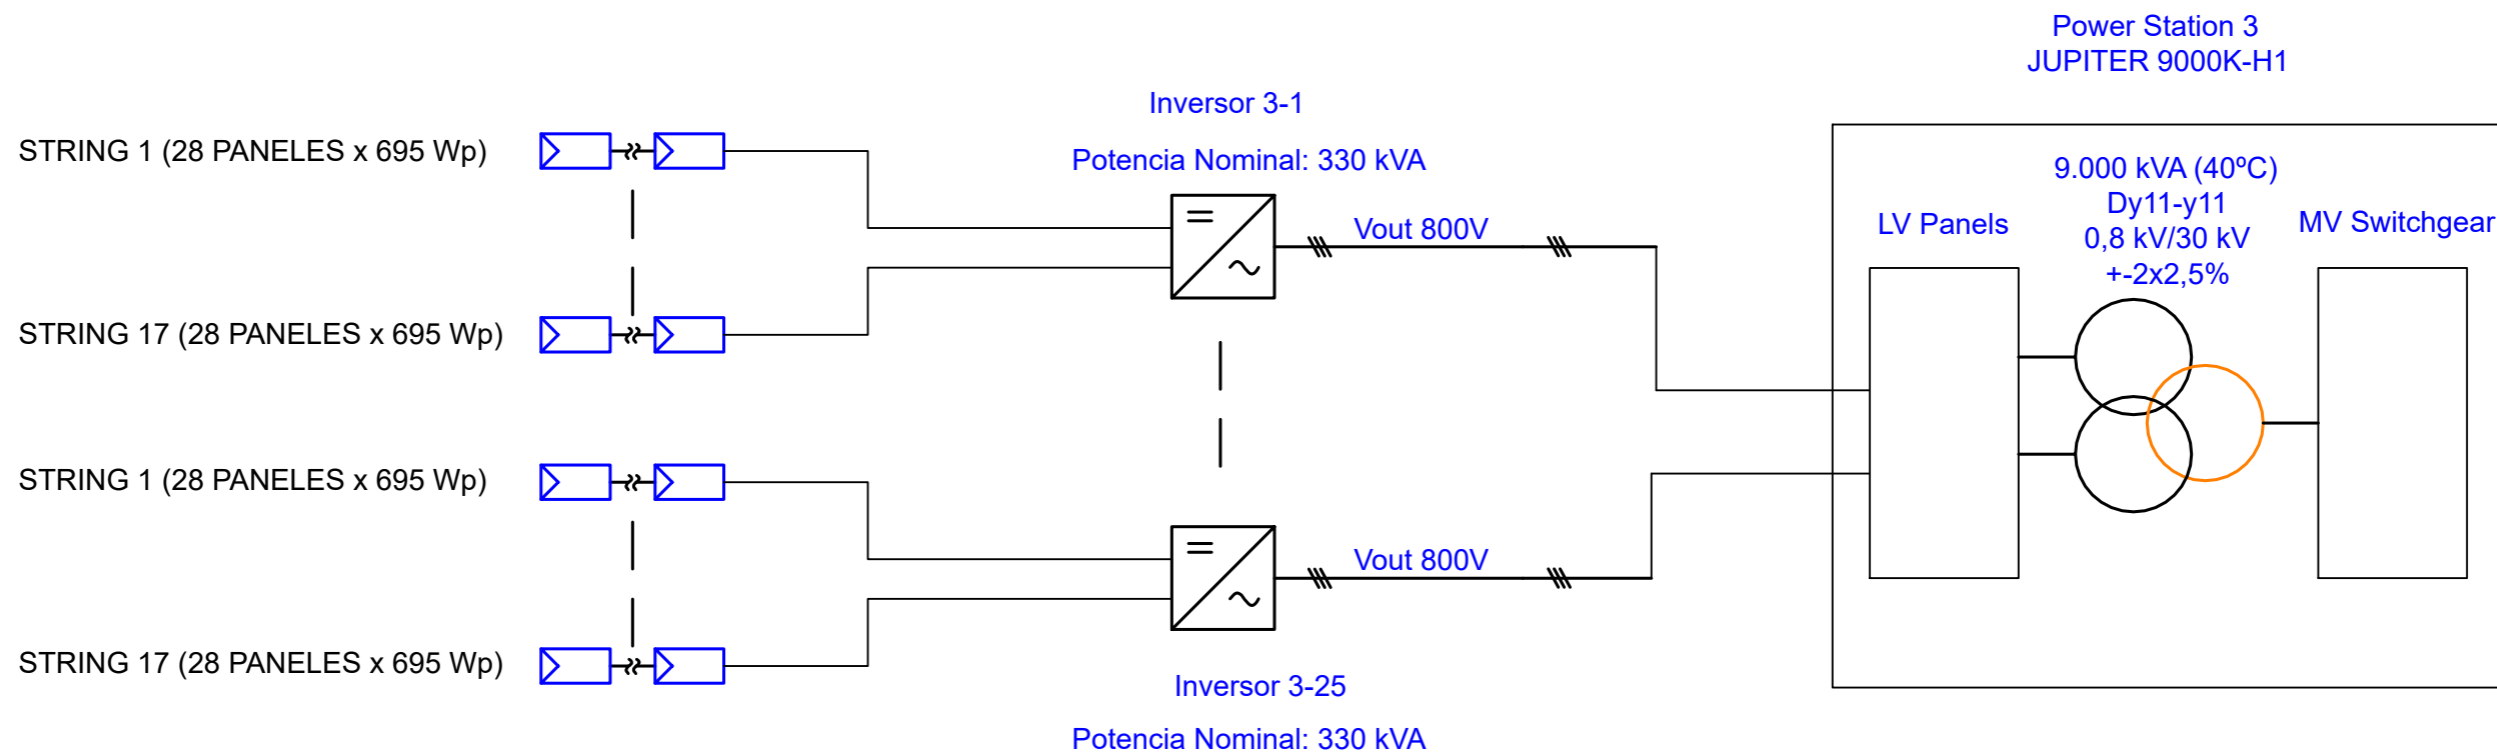 Power Station 3
JUPITER 9000K-H1
Inversor 3-1
Potencia Nominal: 330 kVA
STRING 1 (28 PANELES x 695 Wp)
9.000 kVA (40ºC)
Dy11-y11
0,8 kV/30 kV
+-2x2,5%
LV Panels
MV Switchgear
Vout 800V
STRING 17 (28 PANELES x 695 Wp)
STRING 1 (28 PANELES x 695 Wp)
Vout 800V
STRING 17 (28 PANELES x 695 Wp)
Inversor 3-25
Potencia Nominal: 330 kVA